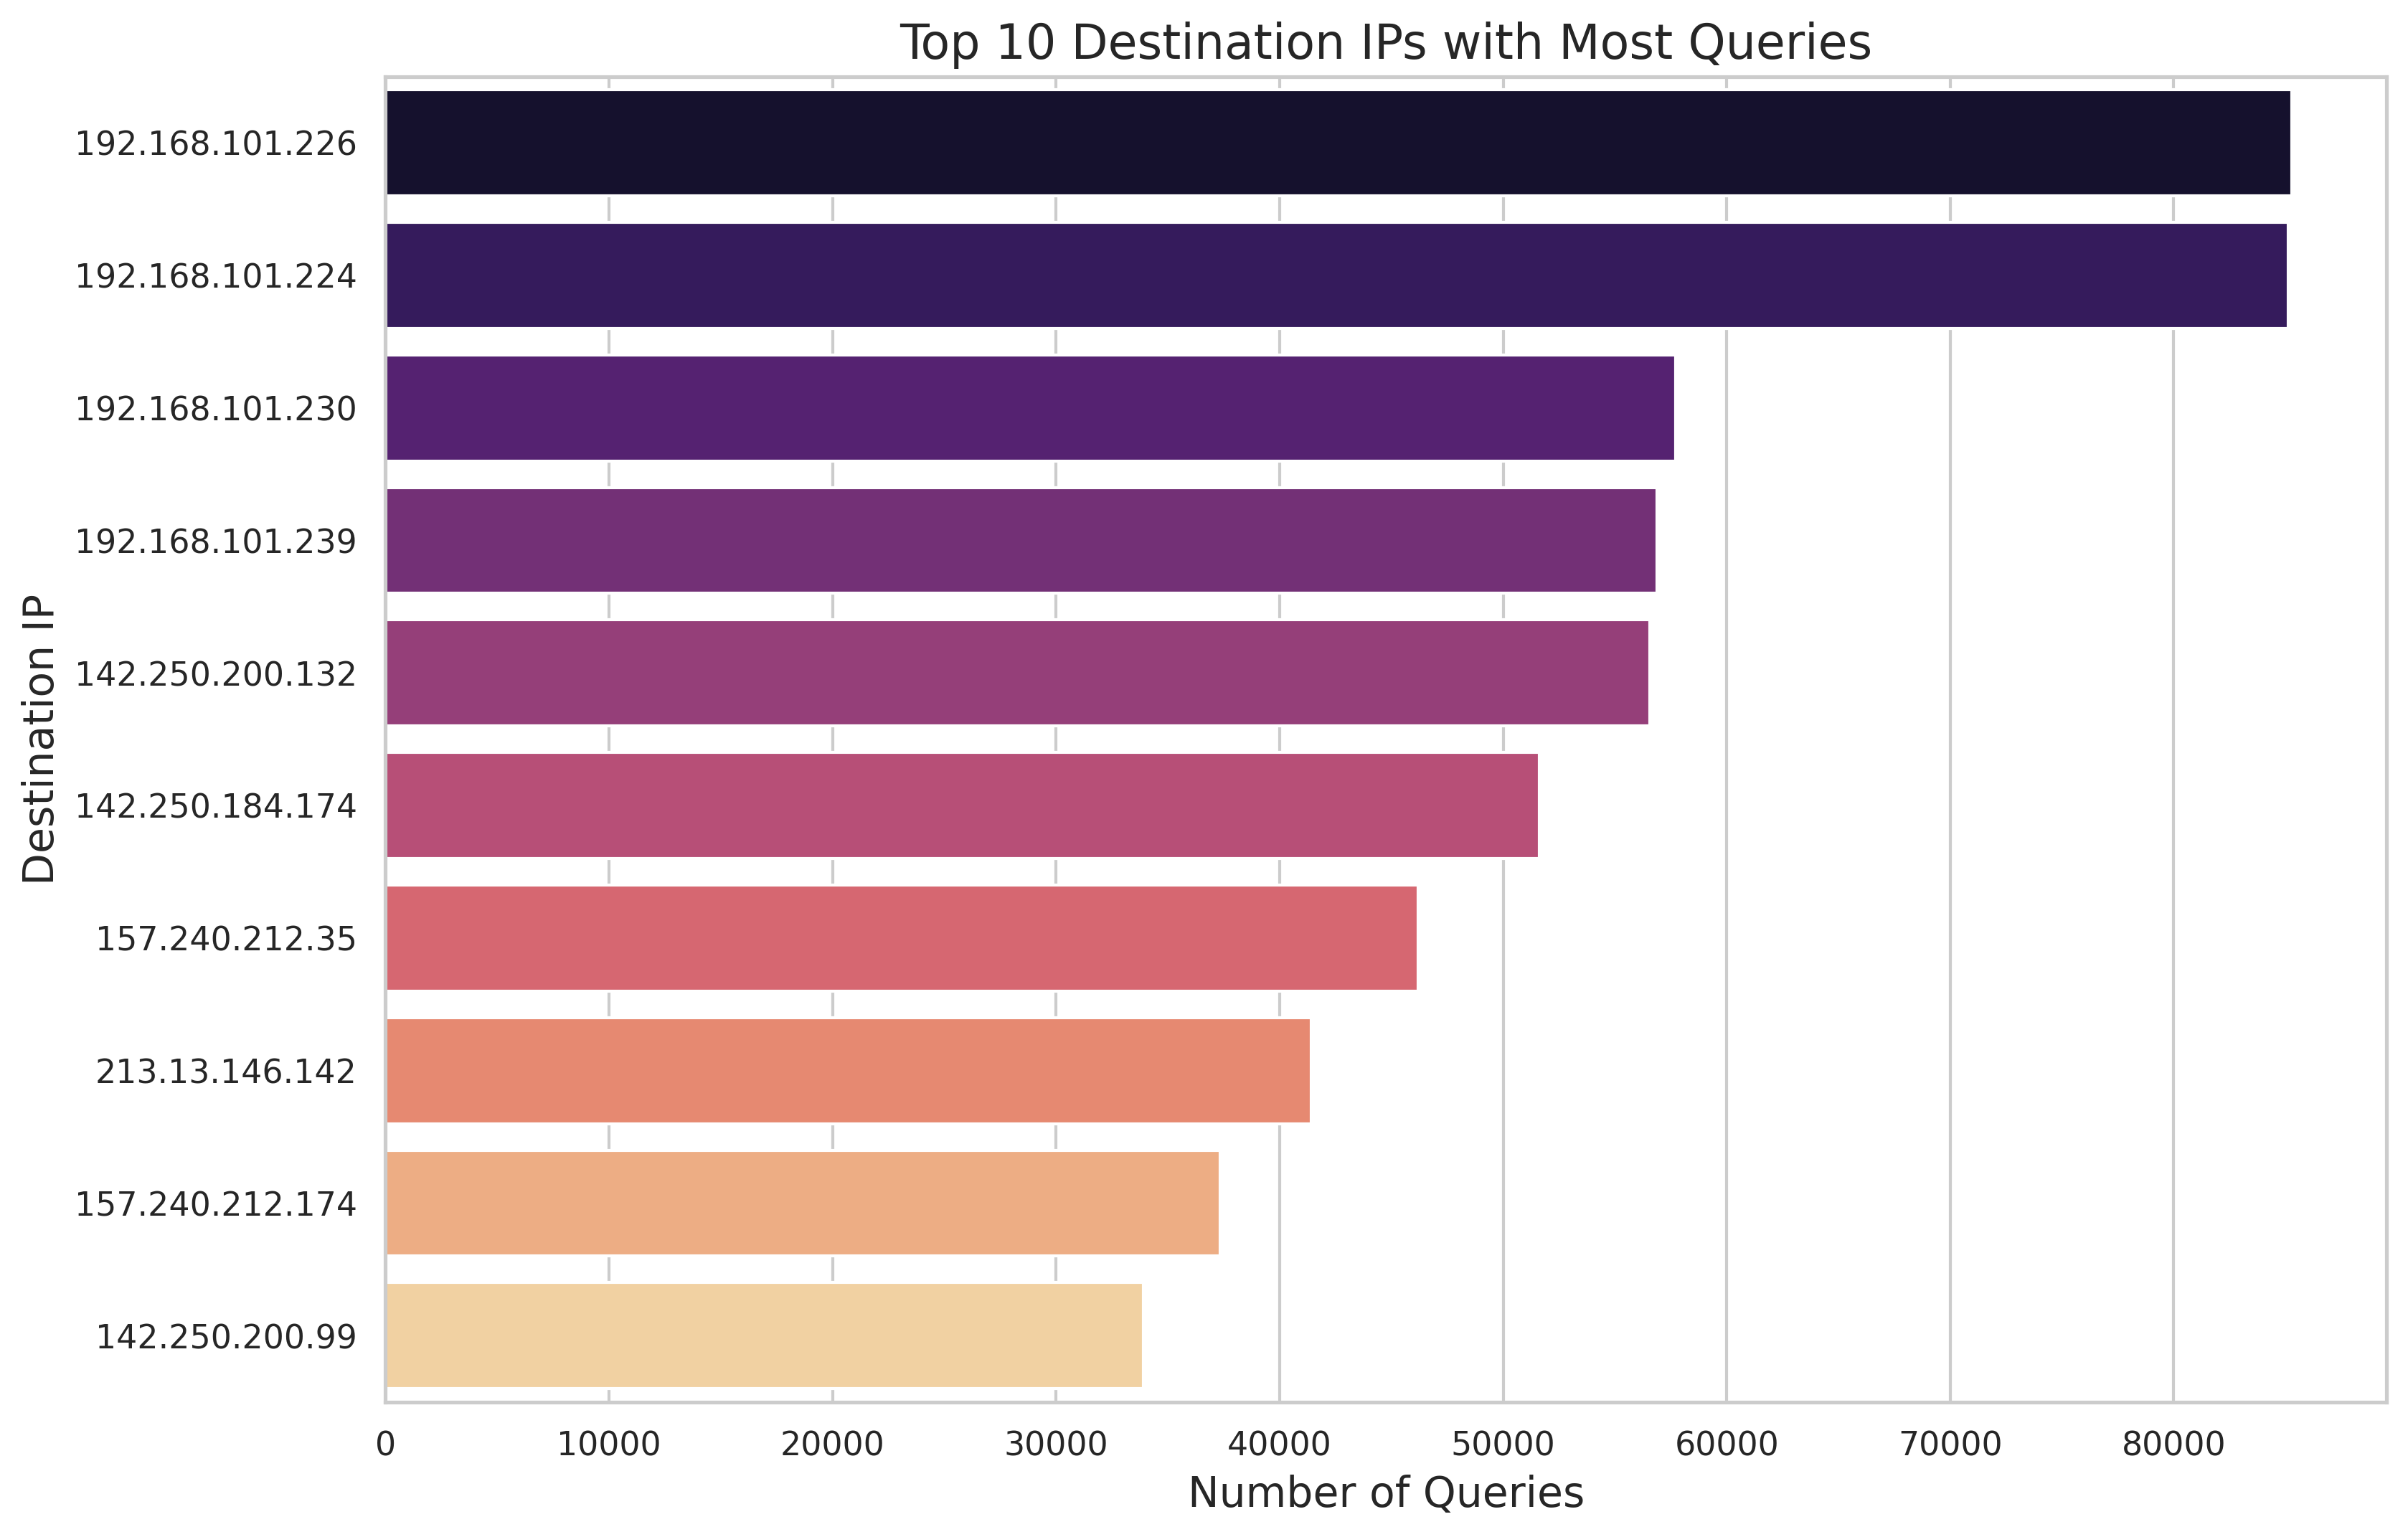 Top 10 Destination IPs with Most Queries
192.168.101.226
192.168.101.224
192.168.101.230
192.168.101.239
142.250.200.132
142.250.184.174
157.240.212.35
213.13.146.142
157.240.212.174
142.250.200.99
Destination IP
0 10000 20000 30000 40000 50000 60000 70000 80000
Number of Queries